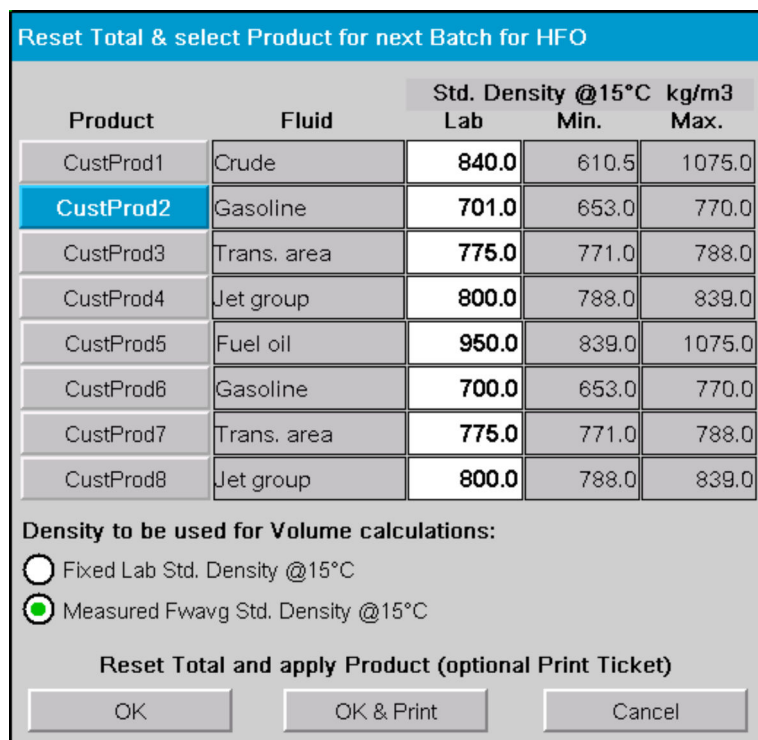 Reset Total & select Product for next Batch for HFO
Std. Density @15°C kg/m3
Product Fluid Lab Min. Max.
CustProd1 Crude 840.0 610.5 1075.0
CustProd2 Gasoline 701.0 653.0 770.0
CustProd3 Trans. area 775.0 771.0 788.0
CustProd4 Jet group 800.0 788.0 839.0
CustProd5 Fuel oil 950.0 839.0 1075.0
CustProd6 Gasoline 700.0 653.0 770.0
CustProd7 Trans. area 775.0 771.0 788.0
CustProd8 Jet group 800.0 788.0 839.0
Density to be used for Volume calculations:
Fixed Lab Std. Density @15°C
Measured Fwavg Std. Density @15°C
Reset Total and apply Product (optional Print Ticket)
OK OK & Print Cancel